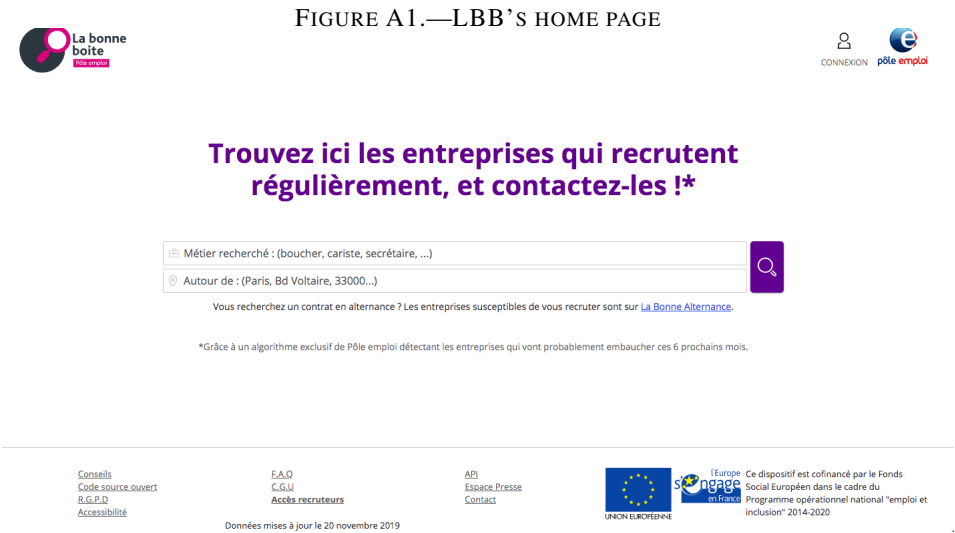 FIGURE A1.—LBB'S HOME PAGE
La bonne
boite
Pôle emploi
CONNEXION
pôle emploi
Trouvez ici les entreprises qui recrutent
régulièrement, et contactez-les !*
Métier recherché : (boucher, cariste, secrétaire, ...)
Autour de : (Paris, Bd Voltaire, 33000...)
Vous recherchez un contrat en alternance ? Les entreprises susceptibles de vous recruter sont sur La Bonne Alternance.
*Grâce à un algorithme exclusif de Pôle emploi détectant les entreprises qui vont probablement embaucher ces 6 prochains mois.
Conseils
Code source ouvert
R.G.P.D
Accessibilité
F.A.Q
C.G.U
Accès recruteurs
Données mises à jour le 20 novembre 2019
API
Espace Presse
Contact
UNION EUROPÉENNE
l'Europe
s'engage
en France
Ce dispositif est cofinancé par le Fonds
Social Européen dans le cadre du
Programme opérationnel national "emploi et
inclusion" 2014-2020